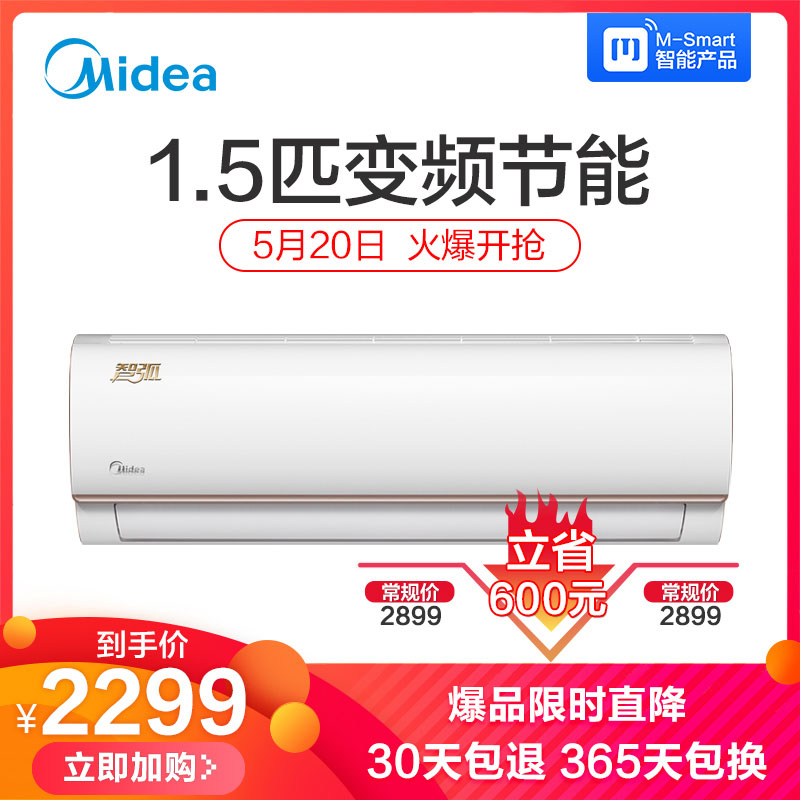 Midea
M-Smart
智能产品
1.5匹变频节能
5月20日 火爆开抢
智弧
Midea
立省
600元
常规价
2899
常规价
2899
到手价
¥2299
立即加购>
爆品限时直降
30天包退 365天包换